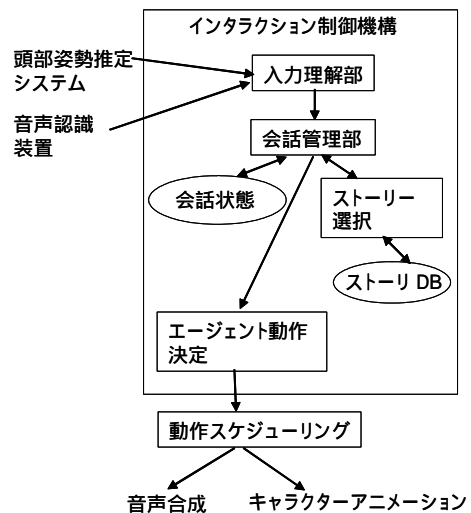 インタラクション制御機構
頭部姿勢推定
システム
入力理解部
音声認識
装置
会話管理部
会話状態
ストーリー
選択
ストーリ DB
エージェント動作
決定
動作スケジューリング
音声合成
キャラクターアニメーション